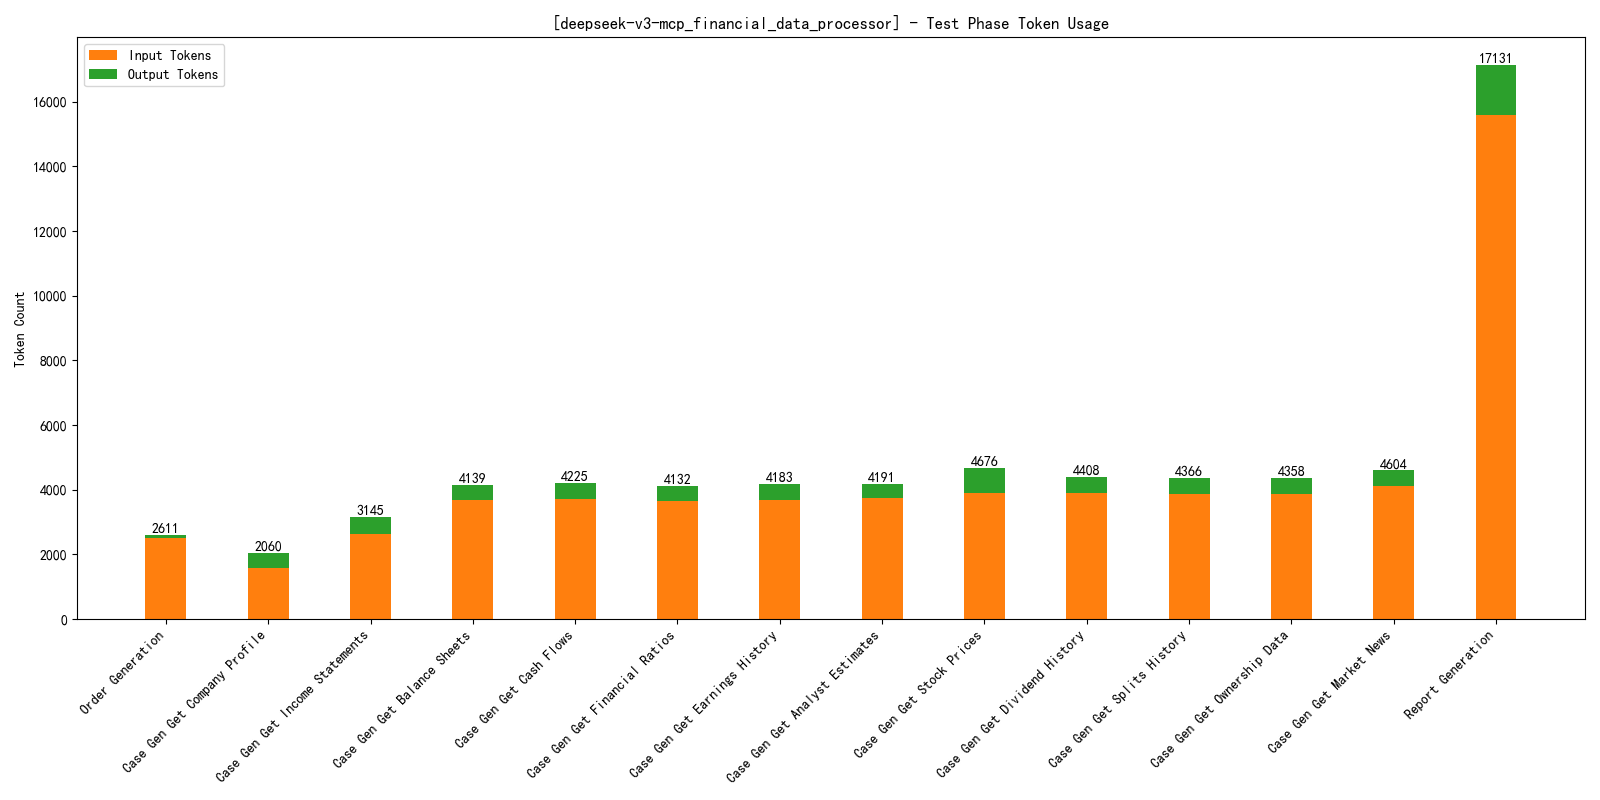 [deepseek-v3-mcp_financial_data_processor] - Test Phase Token Usage
Input Tokens
Output Tokens
Token Count
16000
14000
12000
10000
8000
6000
4000
2000
0
2611
2060
3145
4139
4225
4132
4183
4191
4676
4408
4366
4358
4604
17131
Order Generation
Case Gen Get Company Profile
Case Gen Get Income Statements
Case Gen Get Balance Sheets
Case Gen Get Cash Flows
Case Gen Get Financial Ratios
Case Gen Get Earnings History
Case Gen Get Analyst Estimates
Case Gen Get Stock Prices
Case Gen Get Dividend History
Case Gen Get Splits History
Case Gen Get Ownership Data
Case Gen Get Market News
Report Generation